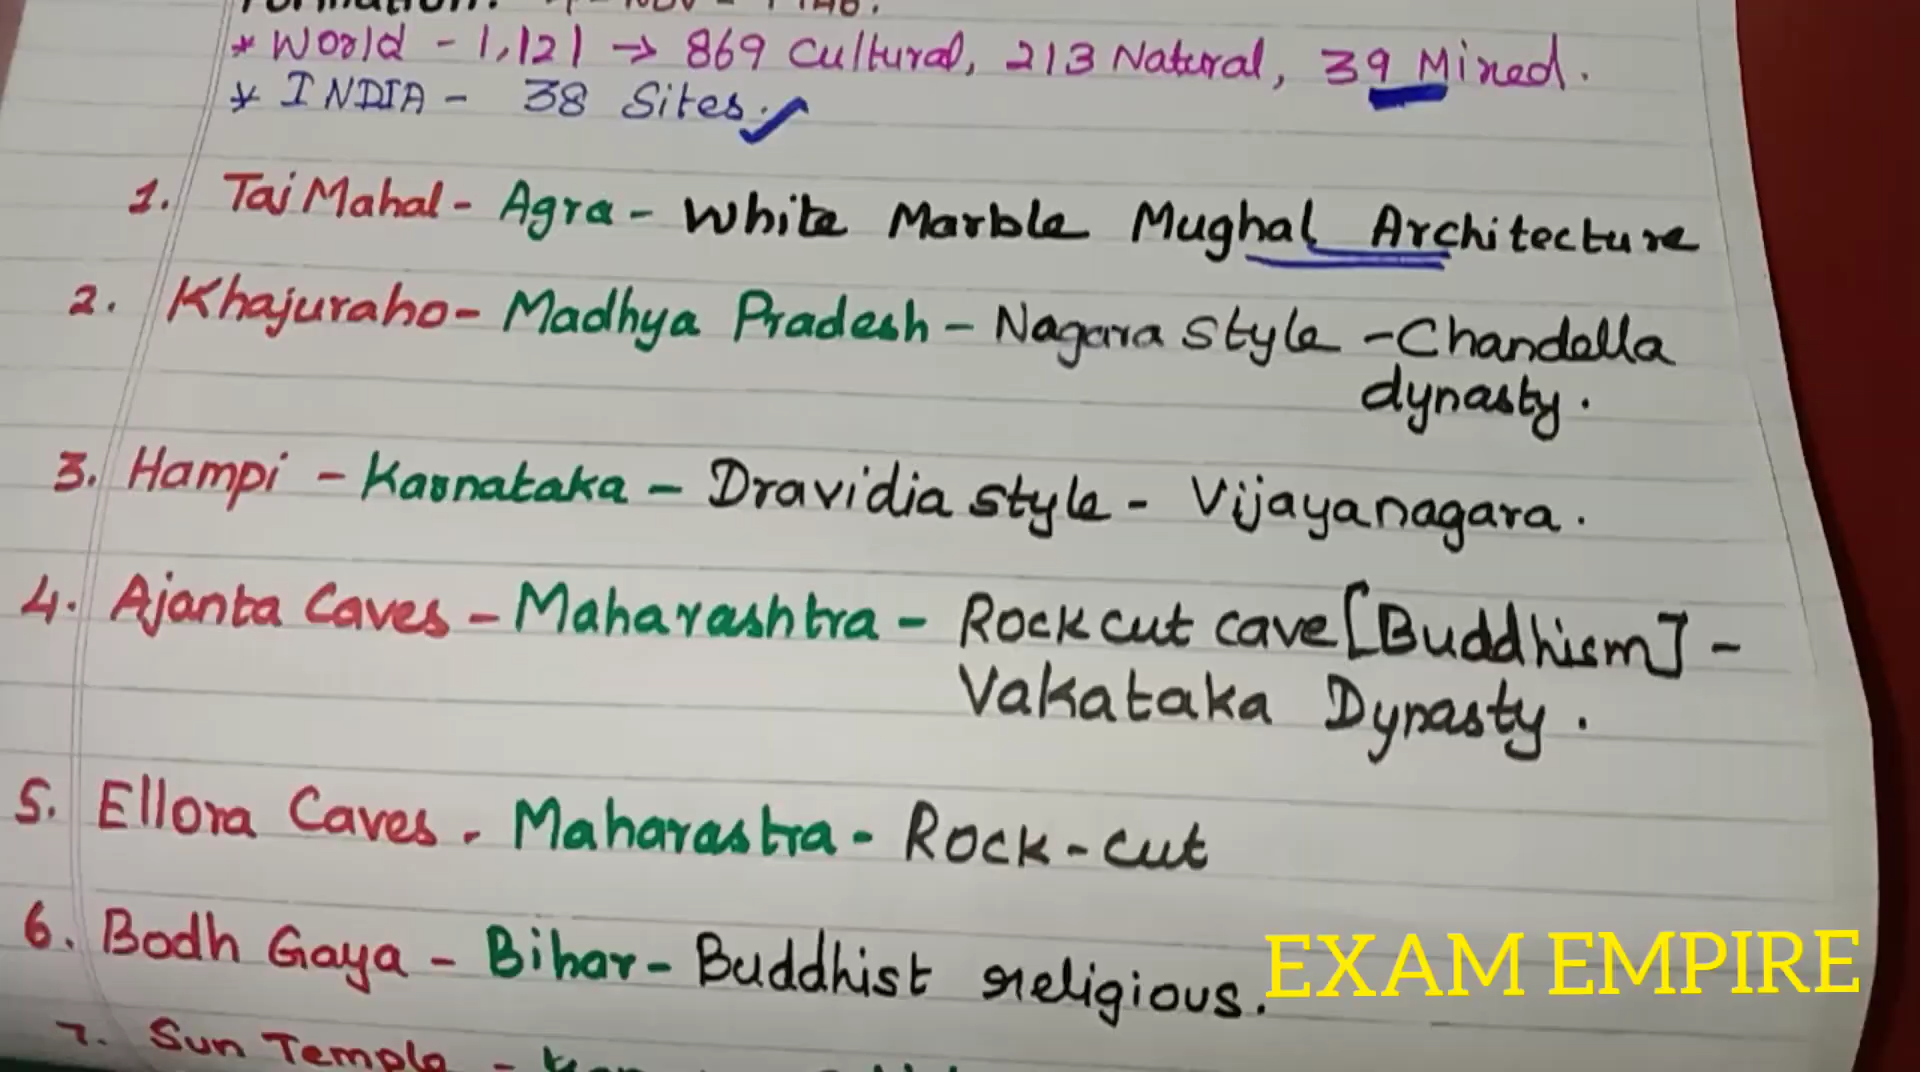 * World - 1,121 → 869 Cultural, 213 Natural, 39 Mixed.
* INDIA - 38 Sites.
1. Taj Mahal - Agra - White Marble Mughal Architecture
2. Khajuraho - Madhya Pradesh - Nagara Style - Chandella
dynasty.
3. Hampi - Karnataka - Dravidia style - Vijayanagara.
4. Ajanta Caves - Maharashtra - Rock cut cave [Buddhism] -
Vakataka Dynasty.
5. Ellora Caves - Maharastra - Rock-cut
6. Bodh Gaya - Bihar - Buddhist religious.
EXAM EMPIRE
7. Sun Temple -